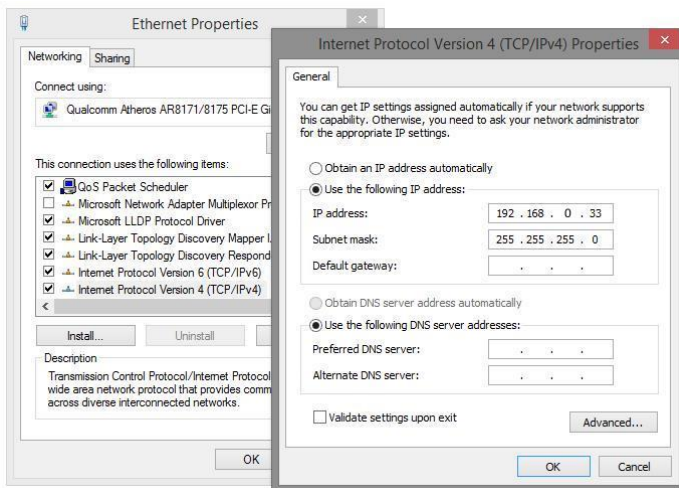 Ethernet Properties
Networking
Sharing
Connect using:
Qualcomm Atheros AR8171/8175 PCI-E Gi
This connection uses the following items:
QoS Packet Scheduler
Microsoft Network Adapter Multiplexor Pr
Microsoft LLDP Protocol Driver
Link-Layer Topology Discovery Mapper I
Link-Layer Topology Discovery Respond
Internet Protocol Version 6 (TCP/IPv6)
Internet Protocol Version 4 (TCP/IPv4)
Install...
Uninstall
Description
Transmission Control Protocol/Internet Protocol
wide area network protocol that provides comm
across diverse interconnected networks.
OK
Internet Protocol Version 4 (TCP/IPv4) Properties
General
You can get IP settings assigned automatically if your network supports
this capability. Otherwise, you need to ask your network administrator
for the appropriate IP settings.
Obtain an IP address automatically
Use the following IP address:
IP address: 192 . 168 . 0 . 33
Subnet mask: 255 . 255 . 255 . 0
Default gateway: . . .
Obtain DNS server address automatically
Use the following DNS server addresses:
Preferred DNS server: . . .
Alternate DNS server: . . .
Validate settings upon exit
Advanced...
OK
Cancel